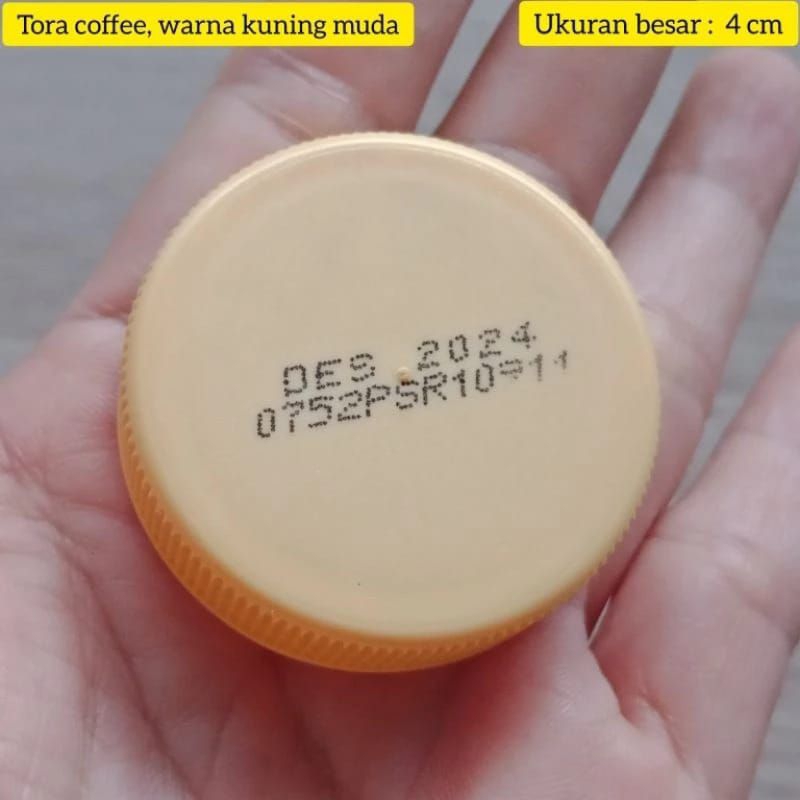 Tora coffee, warna kuning muda
Ukuran besar : 4 cm
DES 2024
0752PSR10